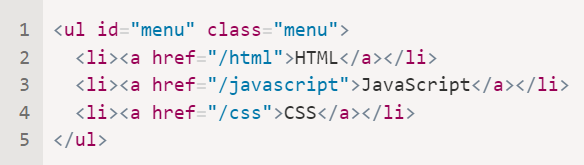 1 <ul id="menu" class="menu">
2   <li><a href="/html">HTML</a></li>
3   <li><a href="/javascript">JavaScript</a></li>
4   <li><a href="/css">CSS</a></li>
5 </ul>